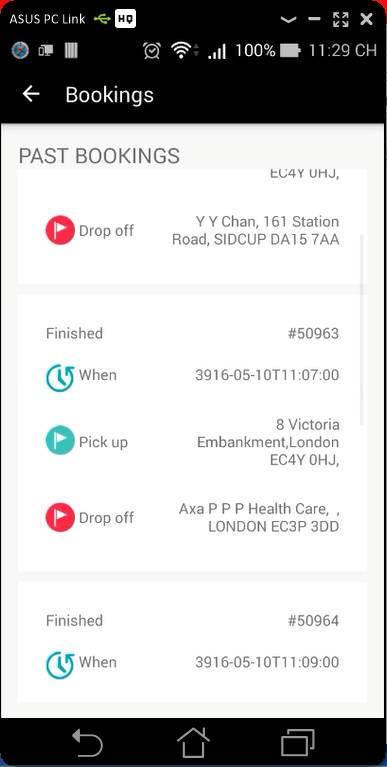 ASUS PC Link HQ
100% 11:29 CH
Bookings
PAST BOOKINGS
EC4Y 0HJ,
Drop off
Y Y Chan, 161 Station
Road, SIDCUP DA15 7AA
Finished #50963
When 3916-05-10T11:07:00
Pick up
8 Victoria
Embankment,London
EC4Y 0HJ,
Drop off
Axa P P P Health Care, ,
LONDON EC3P 3DD
Finished #50964
When 3916-05-10T11:09:00